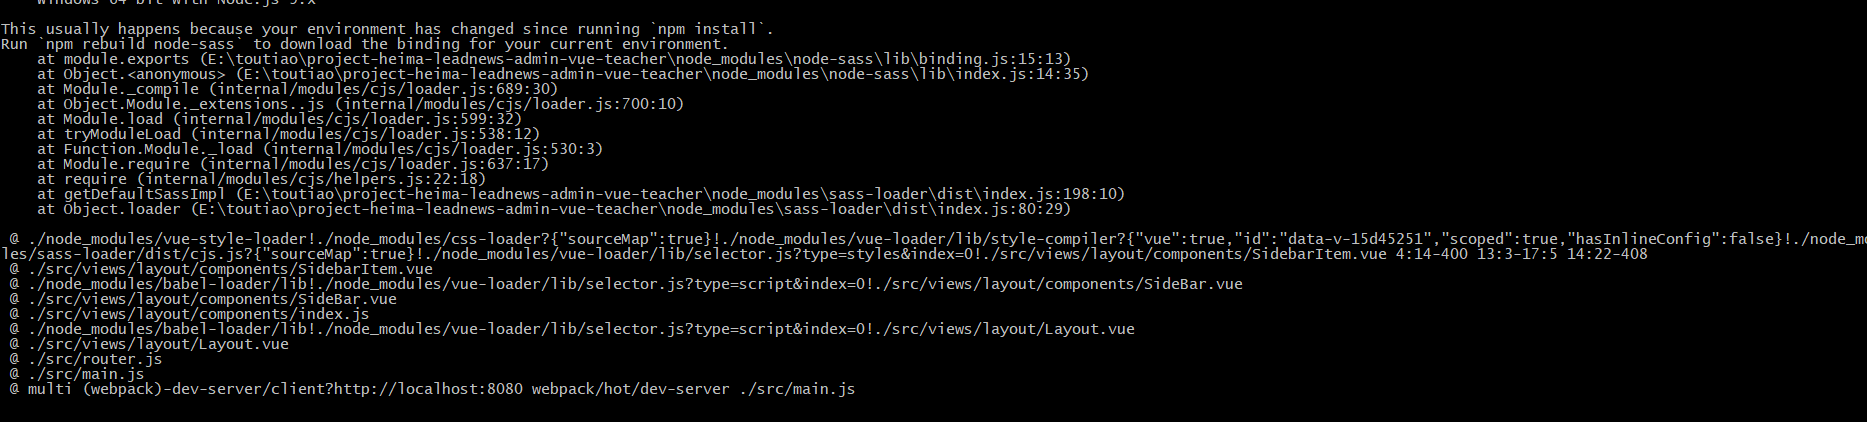 Windows 64-bit with Node.js 9.x
This usually happens because your environment has changed since running `npm install`.
Run `npm rebuild node-sass` to download the binding for your current environment.
    at module.exports (E:\toutiao\project-heima-leadnews-admin-vue-teacher\node_modules\node-sass\lib\binding.js:15:13)
    at Object.<anonymous> (E:\toutiao\project-heima-leadnews-admin-vue-teacher\node_modules\node-sass\lib\index.js:14:35)
    at Module._compile (internal/modules/cjs/loader.js:689:30)
    at Object.Module._extensions..js (internal/modules/cjs/loader.js:700:10)
    at Module.load (internal/modules/cjs/loader.js:599:32)
    at tryModuleLoad (internal/modules/cjs/loader.js:538:12)
    at Function.Module._load (internal/modules/cjs/loader.js:530:3)
    at Module.require (internal/modules/cjs/loader.js:637:17)
    at require (internal/modules/cjs/helpers.js:22:18)
    at getDefaultSassImpl (E:\toutiao\project-heima-leadnews-admin-vue-teacher\node_modules\sass-loader\dist\index.js:198:10)
    at Object.loader (E:\toutiao\project-heima-leadnews-admin-vue-teacher\node_modules\sass-loader\dist\index.js:80:29)
 @ ./node_modules/vue-style-loader!./node_modules/css-loader?{"sourceMap":true}!./node_modules/vue-loader/lib/style-compiler?{"vue":true,"id":"data-v-15d45251","scoped":true,"hasInlineConfig":false}!./node_mo
les/sass-loader/dist/cjs.js?{"sourceMap":true}!./node_modules/vue-loader/lib/selector.js?type=styles&index=0!./src/views/layout/components/SidebarItem.vue 4:14-400 13:3-17:5 14:22-408
 @ ./src/views/layout/components/SidebarItem.vue
 @ ./node_modules/babel-loader/lib!./node_modules/vue-loader/lib/selector.js?type=script&index=0!./src/views/layout/components/SideBar.vue
 @ ./src/views/layout/components/SideBar.vue
 @ ./src/views/layout/components/index.js
 @ ./node_modules/babel-loader/lib!./node_modules/vue-loader/lib/selector.js?type=script&index=0!./src/views/layout/Layout.vue
 @ ./src/views/layout/Layout.vue
 @ ./src/router.js
 @ ./src/main.js
 @ multi (webpack)-dev-server/client?http://localhost:8080 webpack/hot/dev-server ./src/main.js